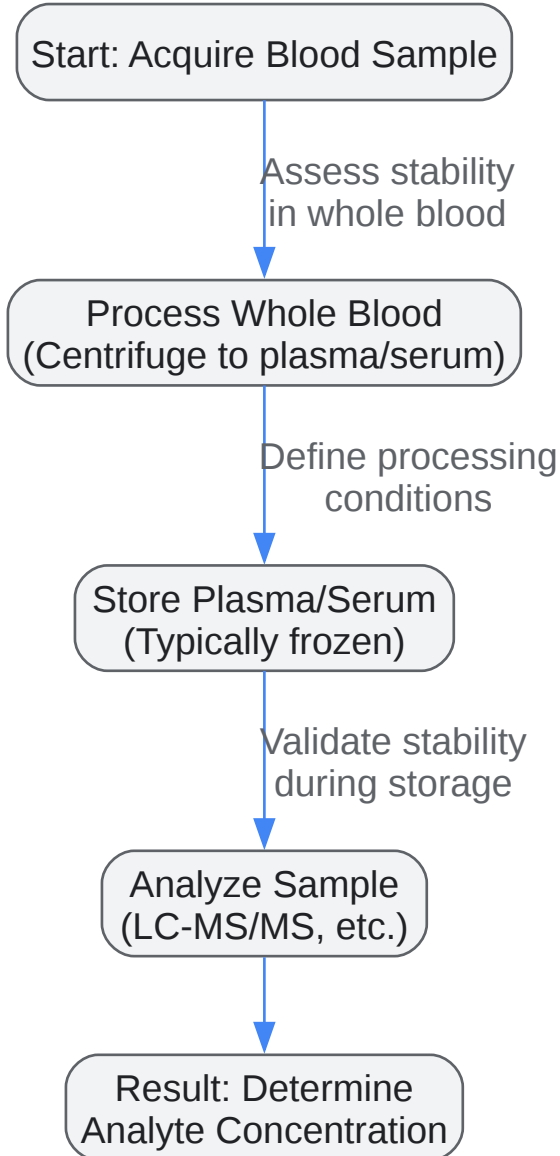 Start: Acquire Blood Sample
Assess stability
in whole blood
Process Whole Blood
(Centrifuge to plasma/serum)
Define processing
conditions
Store Plasma/Serum
(Typically frozen)
Validate stability
during storage
Analyze Sample
(LC-MS/MS, etc.)
Result: Determine
Analyte Concentration